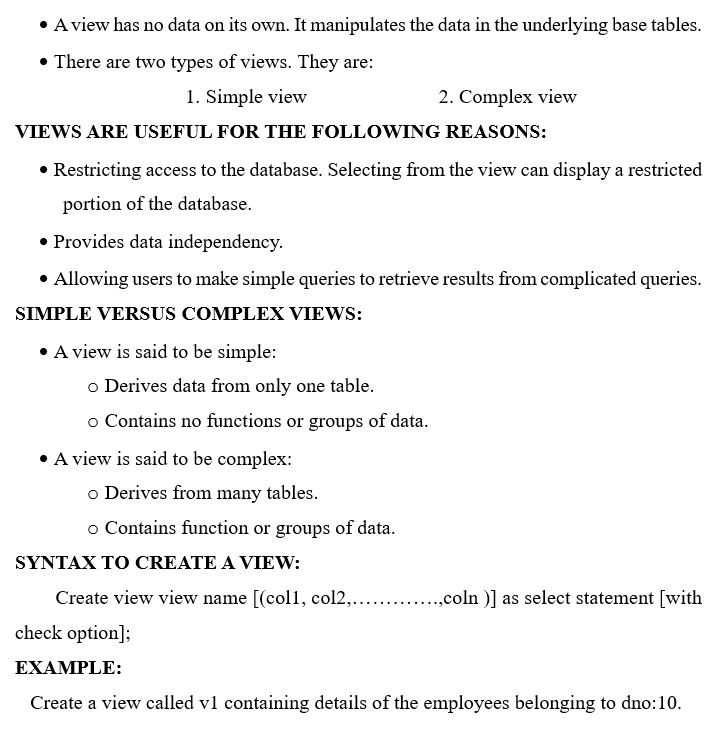 • A view has no data on its own. It manipulates the data in the underlying base tables.
• There are two types of views. They are:
1. Simple view 2. Complex view
VIEWS ARE USEFUL FOR THE FOLLOWING REASONS:
• Restricting access to the database. Selecting from the view can display a restricted
portion of the database.
• Provides data independency.
• Allowing users to make simple queries to retrieve results from complicated queries.
SIMPLE VERSUS COMPLEX VIEWS:
• A view is said to be simple:
o Derives data from only one table.
o Contains no functions or groups of data.
• A view is said to be complex:
o Derives from many tables.
o Contains function or groups of data.
SYNTAX TO CREATE A VIEW:
Create view view name [(col1, col2,………….,coln )] as select statement [with
check option];
EXAMPLE:
Create a view called v1 containing details of the employees belonging to dno:10.